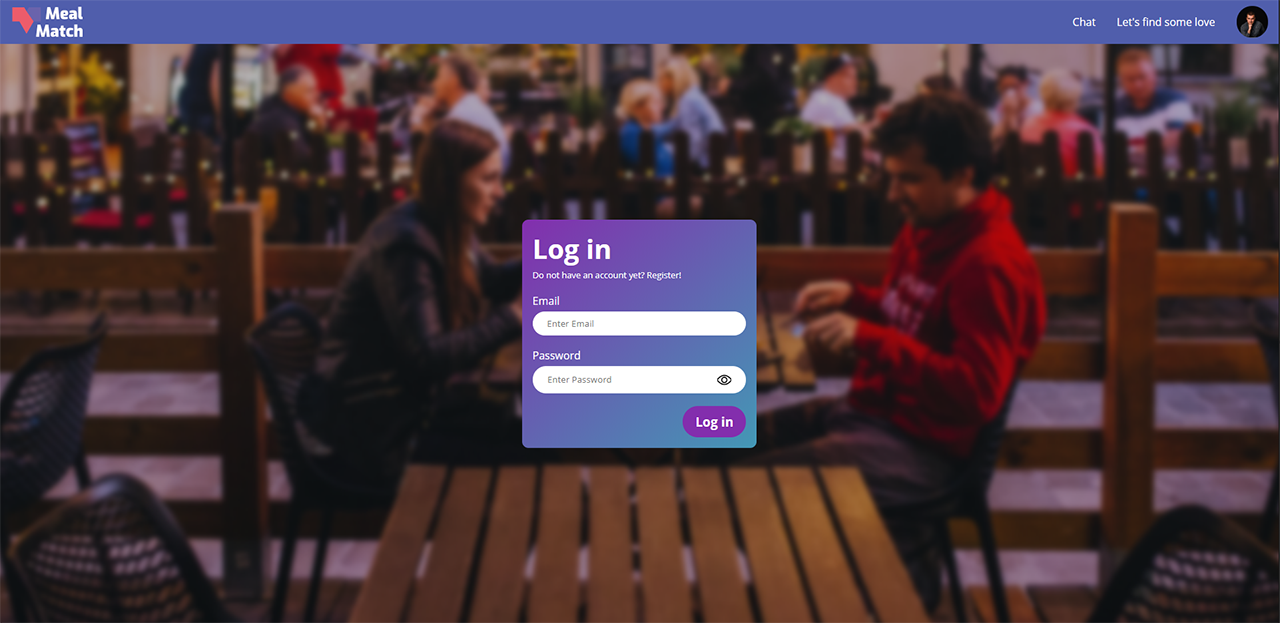 Meal
Match
Chat
Let's find some love
Log in
Do not have an account yet? Register!
Email
Enter Email
Password
Enter Password
Log in